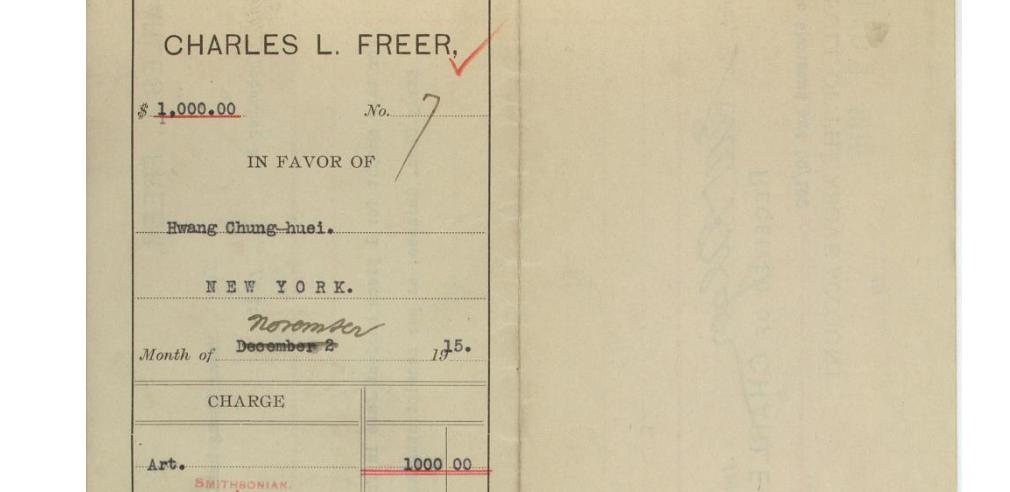 CHARLES L. FREER,
$ 1,000.00 No. 7
IN FAVOR OF
Hwang Chung-huei.
NEW YORK.
November
Month of December 2 1915.
CHARGE
Art. 1000 00
SMITHSONIAN.